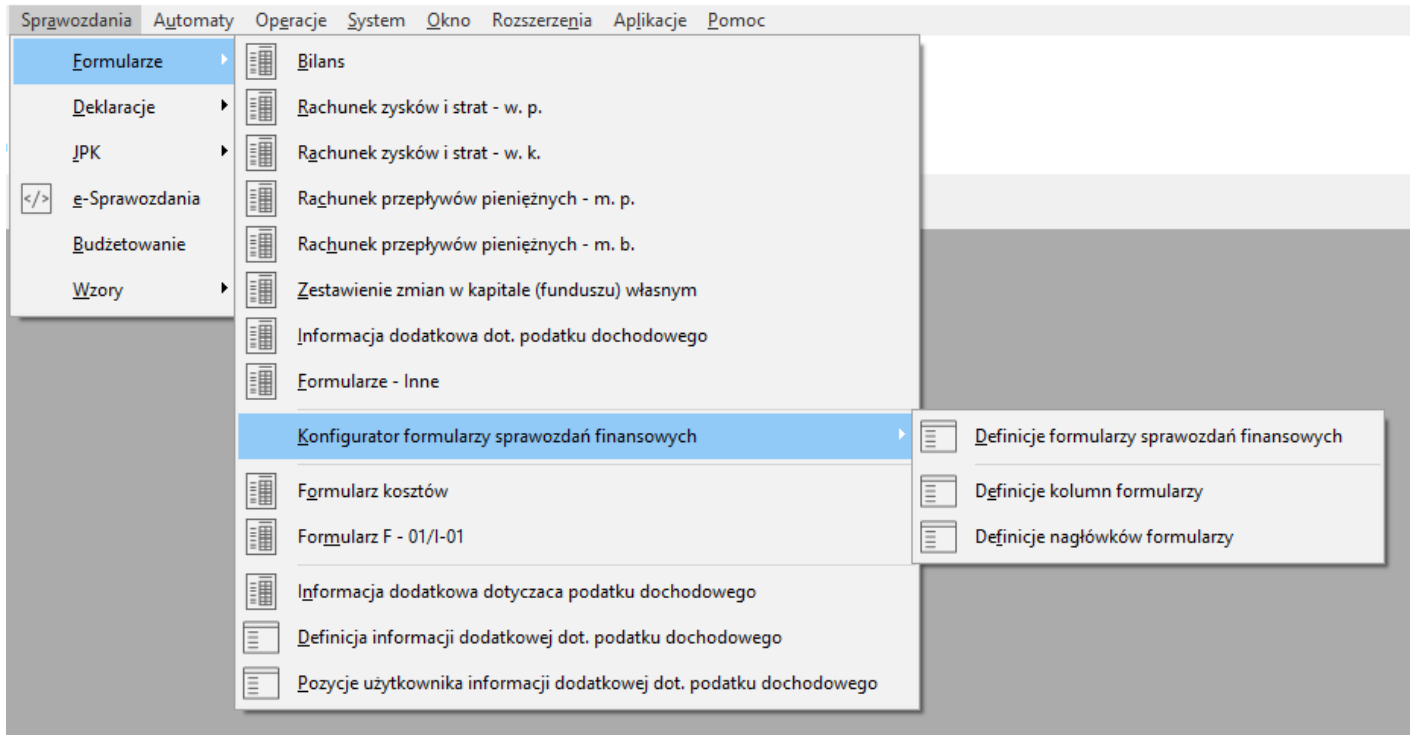 Sprawozdania Automaty Operacje System Okno Rozszerzenia Aplikacje Pomoc
Formularze
Deklaracje
JPK
</> e-Sprawozdania
Budżetowanie
Wzory
Bilans
Rachunek zysków i strat - w. p.
Rachunek zysków i strat - w. k.
Rachunek przepływów pieniężnych - m. p.
Rachunek przepływów pieniężnych - m. b.
Zestawienie zmian w kapitale (funduszu) własnym
Informacja dodatkowa dot. podatku dochodowego
Formularze - Inne
Konfigurator formularzy sprawozdań finansowych
Formularz kosztów
Formularz F - 01/I-01
Informacja dodatkowa dotyczaca podatku dochodowego
Definicja informacji dodatkowej dot. podatku dochodowego
Pozycje użytkownika informacji dodatkowej dot. podatku dochodowego
Definicje formularzy sprawozdań finansowych
Definicje kolumn formularzy
Definicje nagłówków formularzy